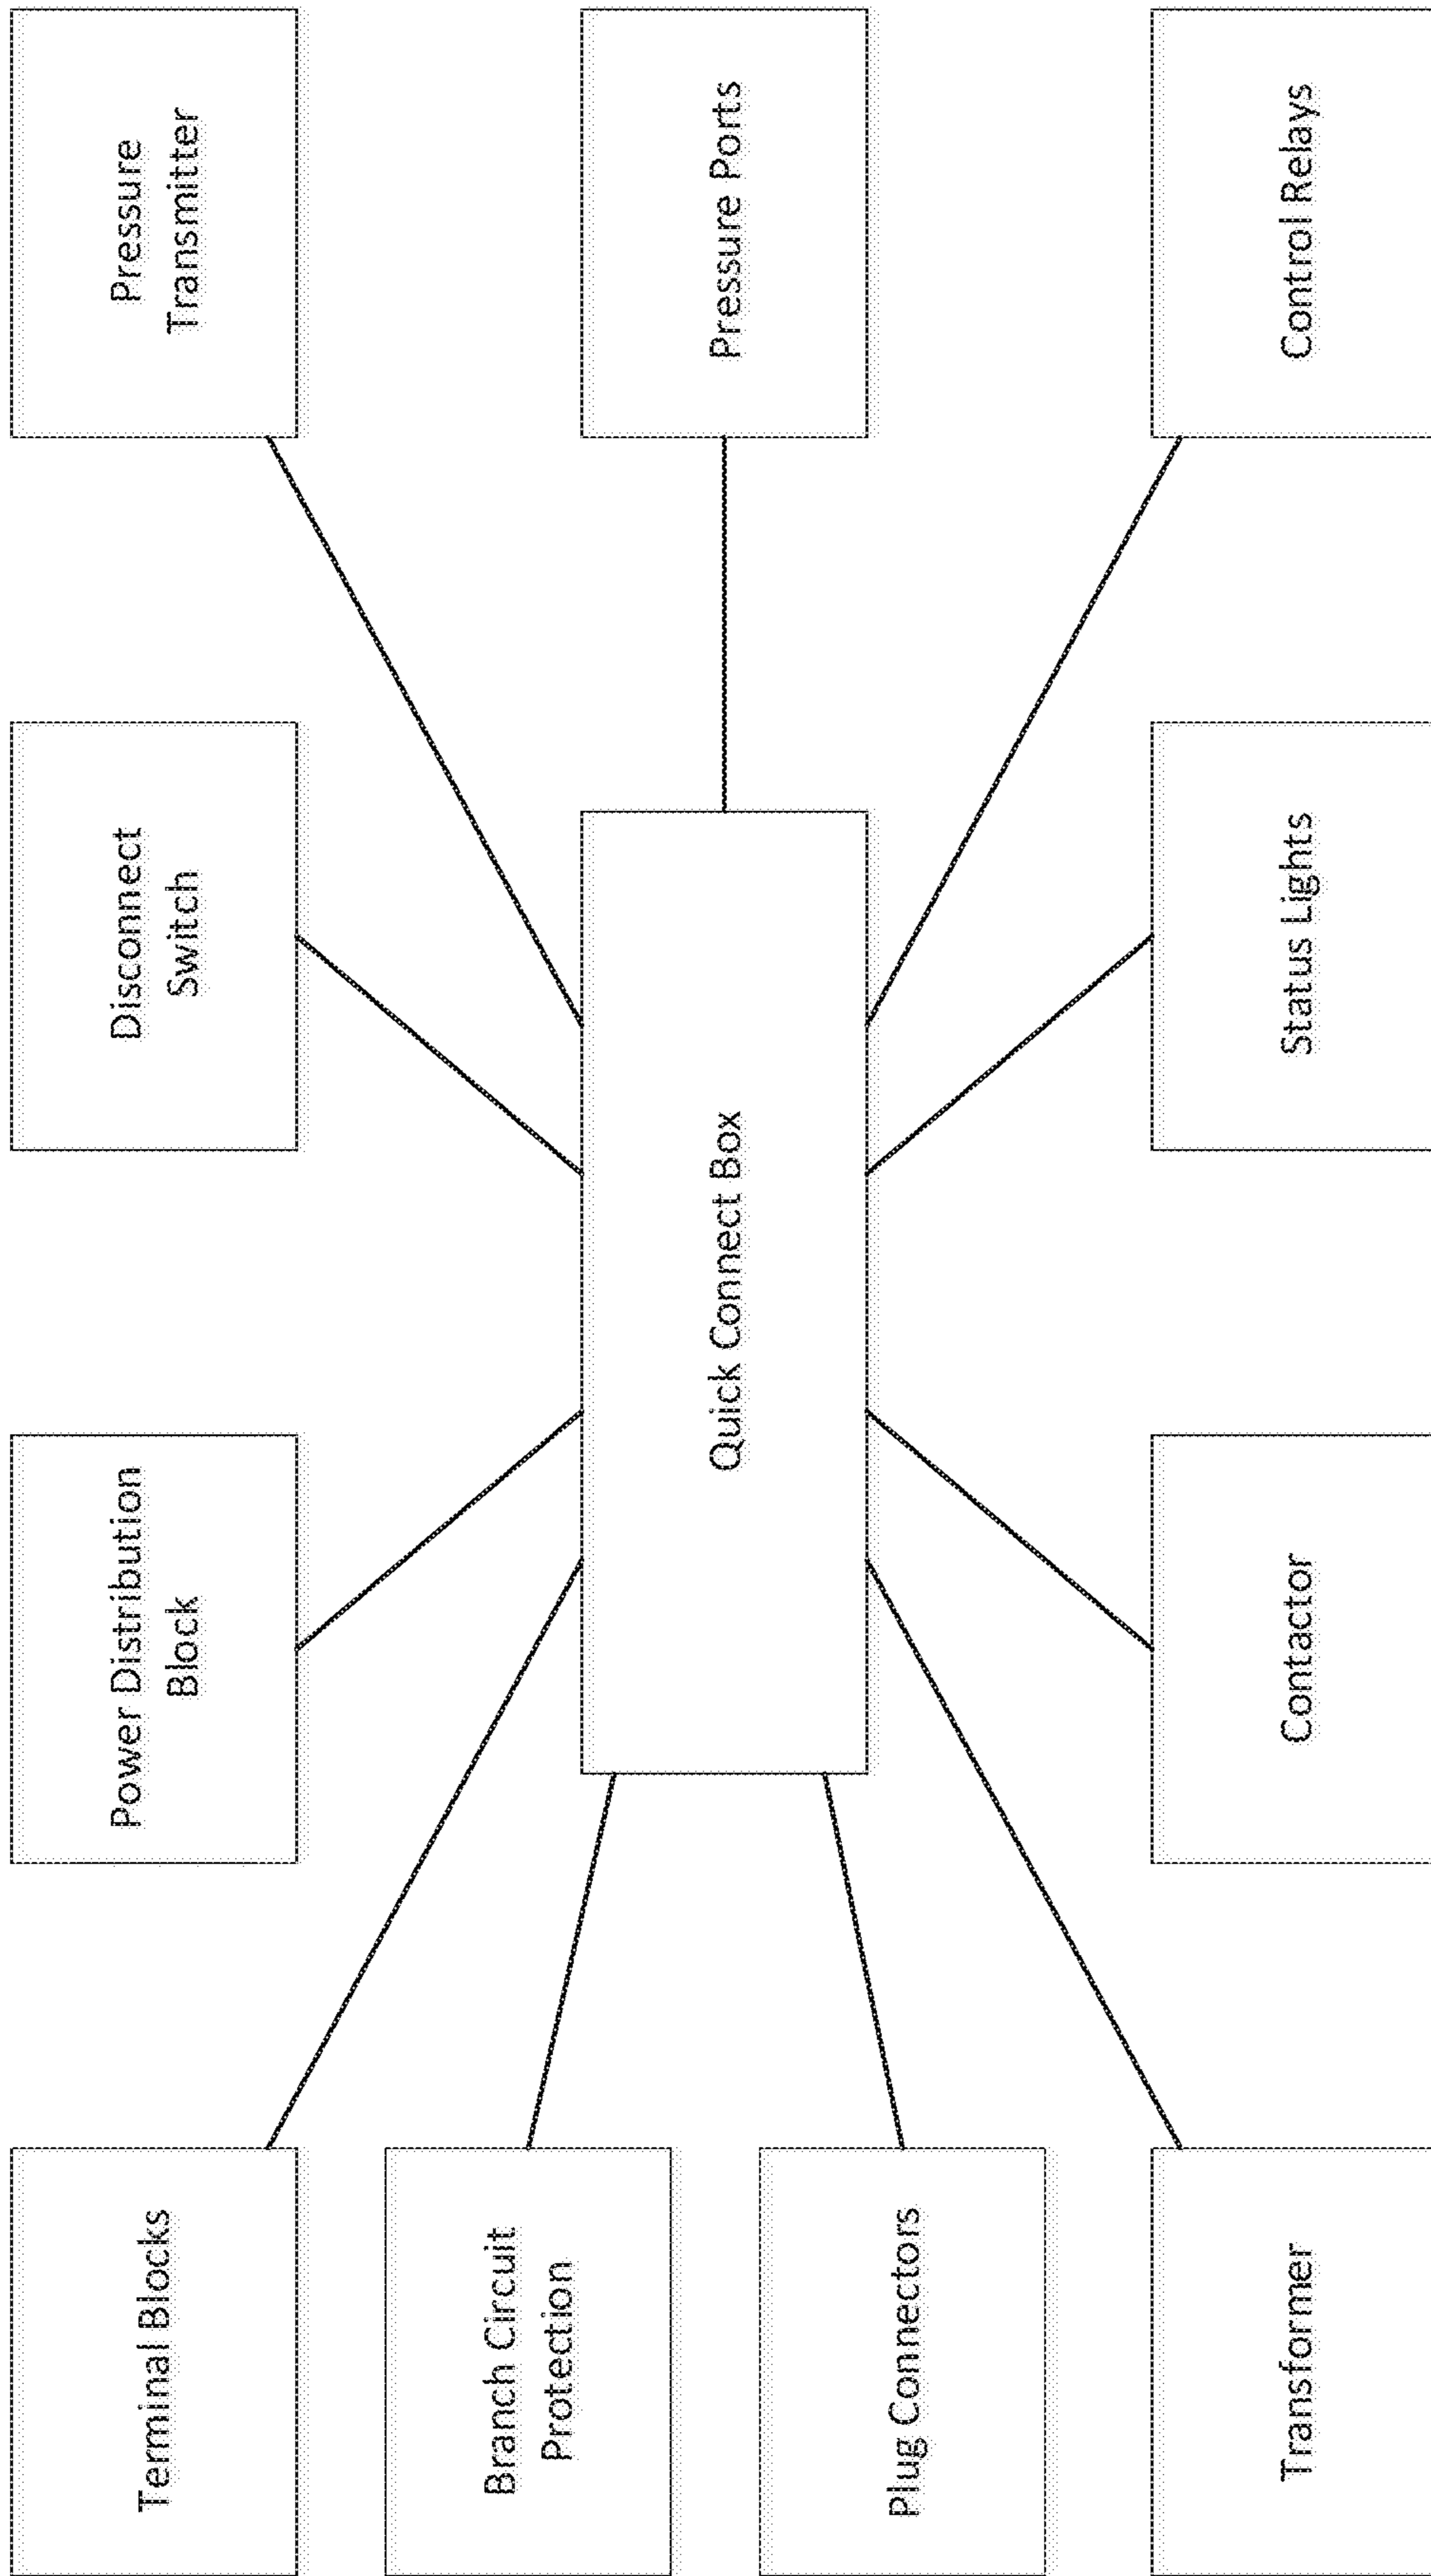 Terminal Blocks
Power Distribution
Block
Disconnect
Switch
Pressure
Transmitter
Branch Circuit
Protection
Quick Connect Box
Pressure Ports
Plug Connectors
Transformer
Contactor
Status Lights
Control Relays